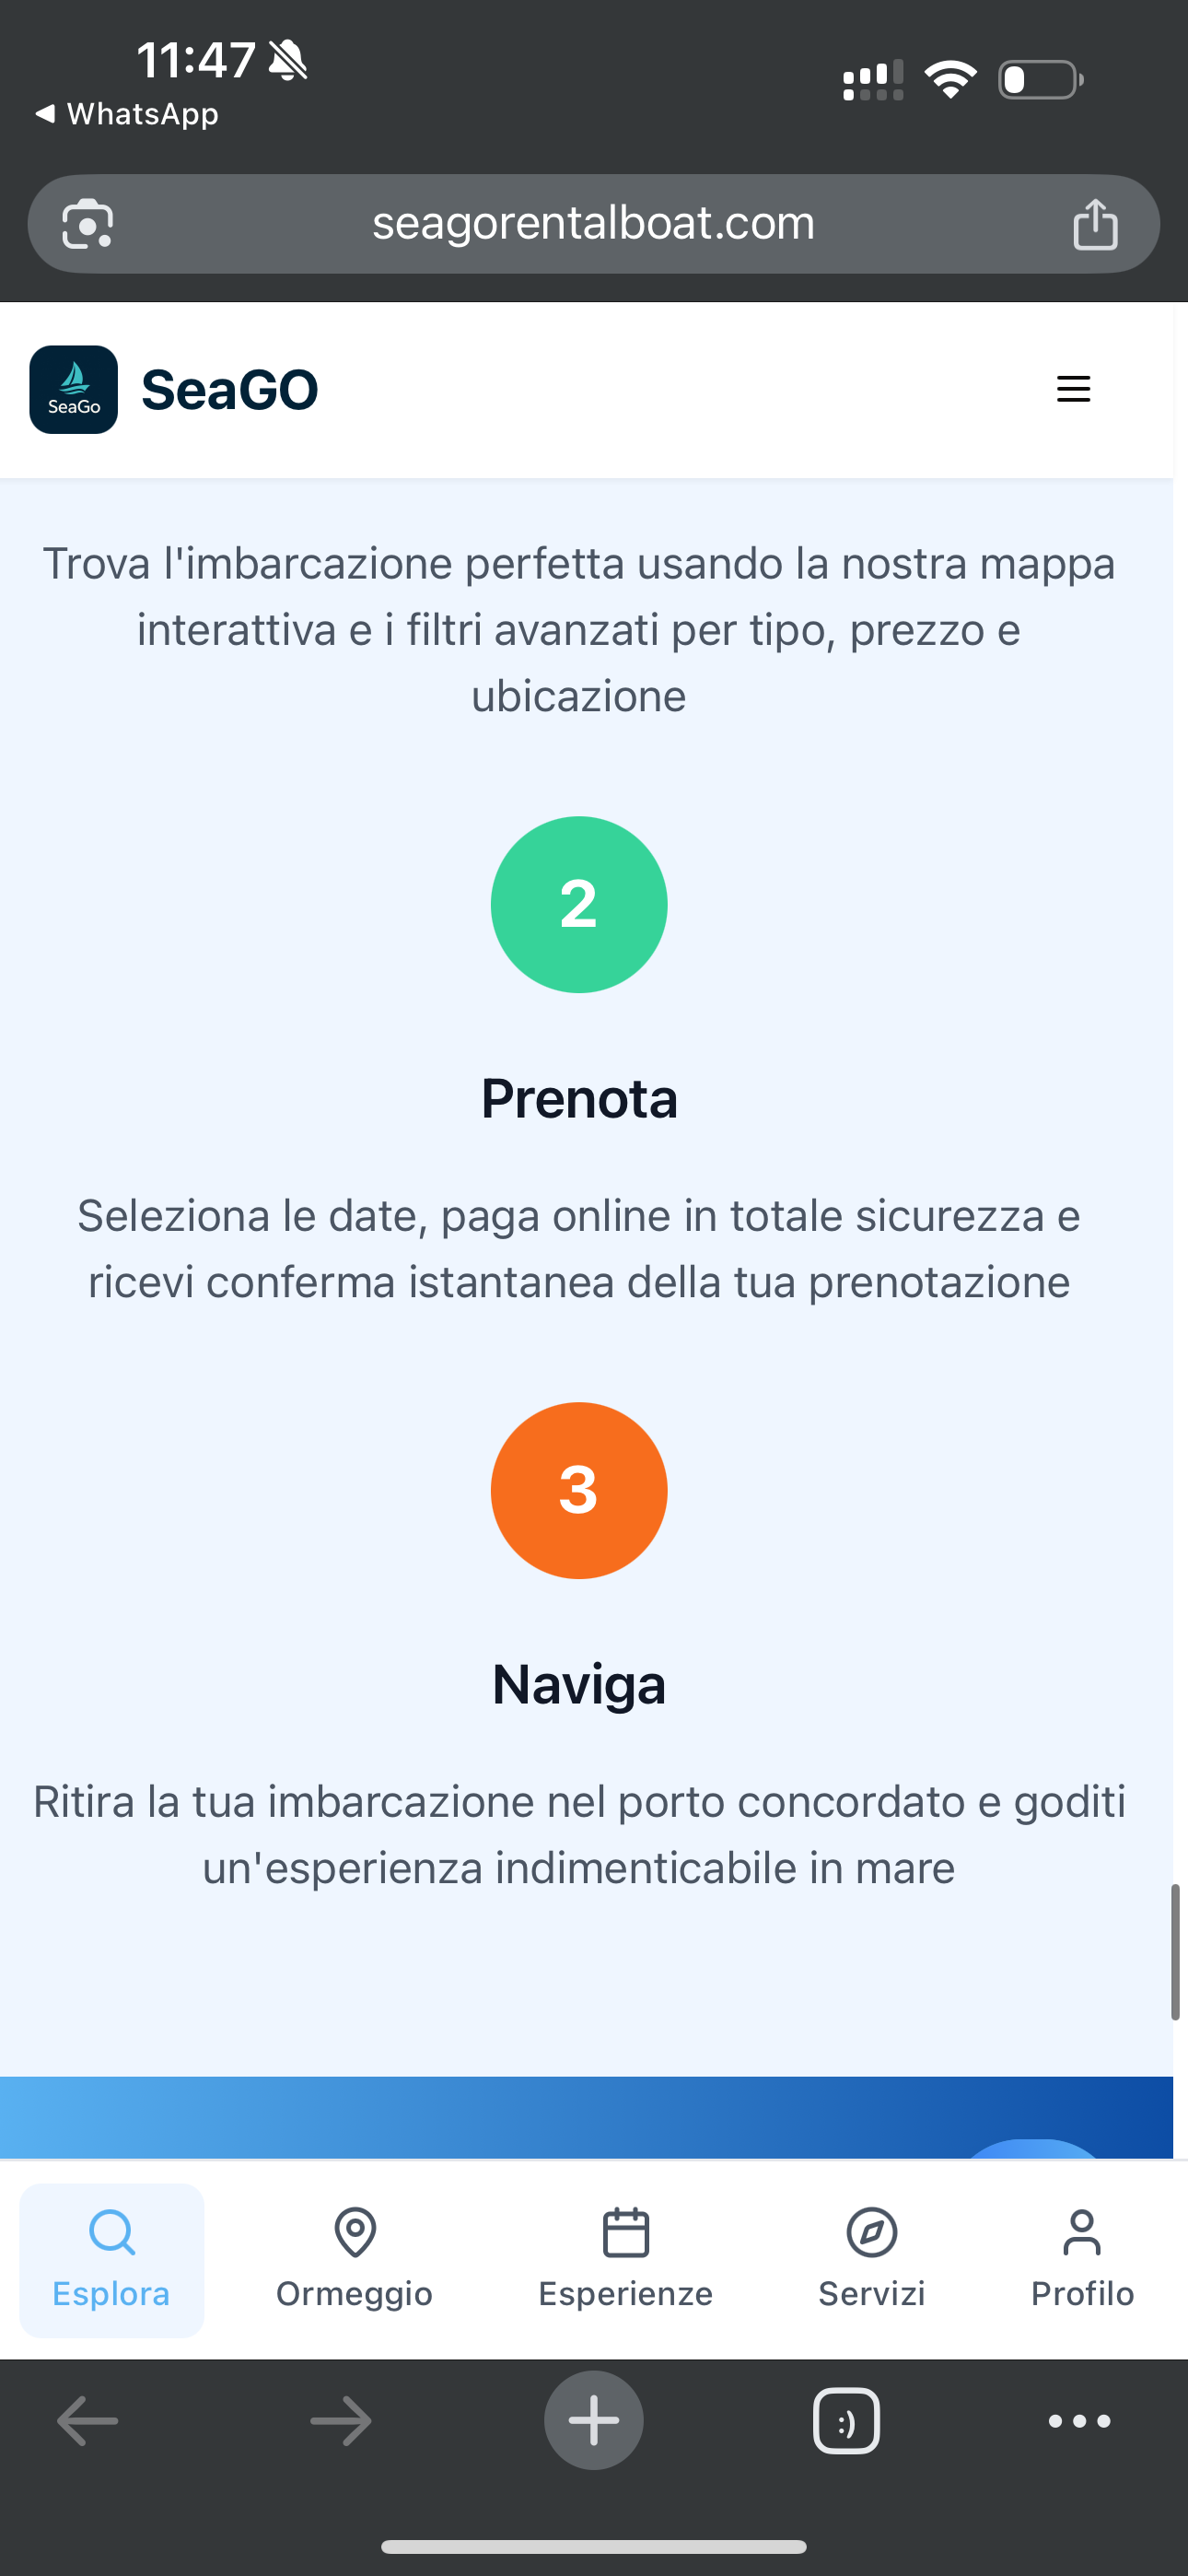 11:47
WhatsApp
seagorentalboat.com
SeaGo
SeaGO
Trova l'imbarcazione perfetta usando la nostra mappa
interattiva e i filtri avanzati per tipo, prezzo e
ubicazione
2
Prenota
Seleziona le date, paga online in totale sicurezza e
ricevi conferma istantanea della tua prenotazione
3
Naviga
Ritira la tua imbarcazione nel porto concordato e goditi
un'esperienza indimenticabile in mare
Esplora
Ormeggio
Esperienze
Servizi
Profilo
:)